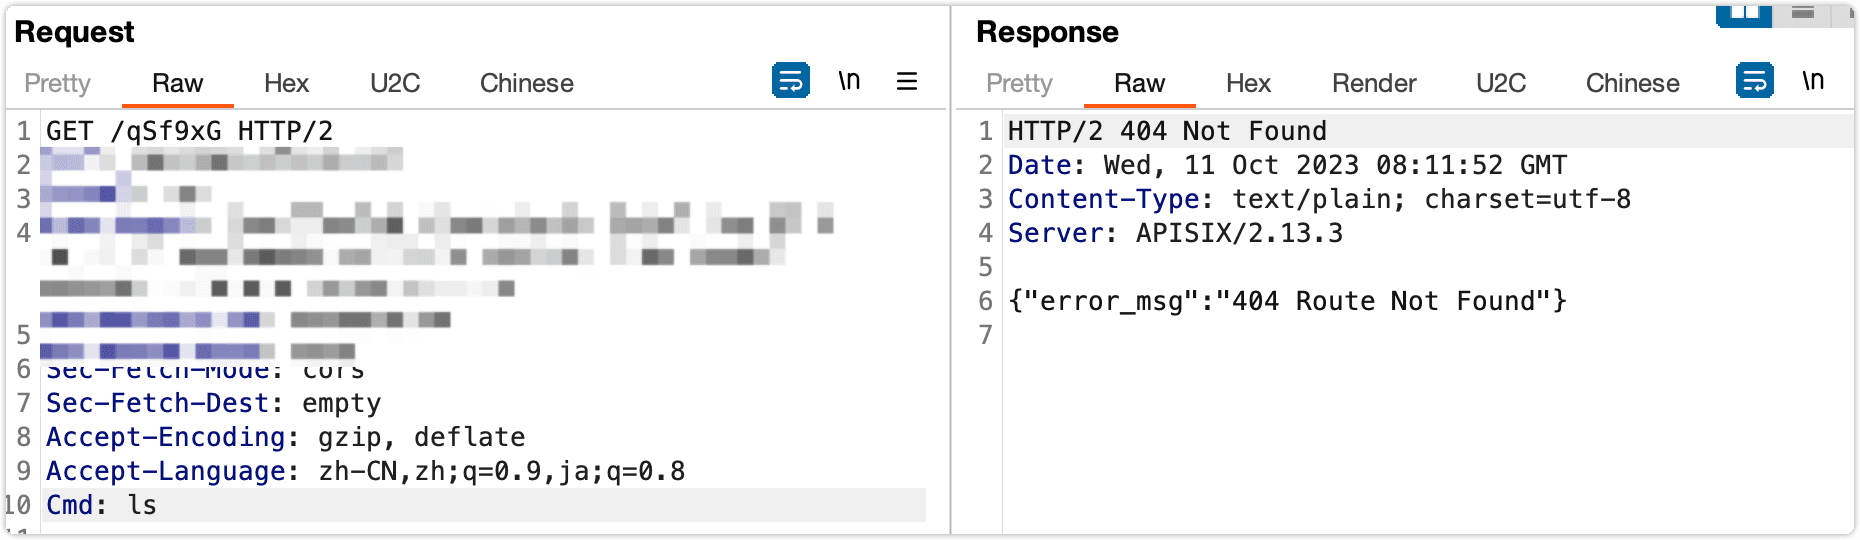 Request
Pretty Raw Hex U2C Chinese \n
1 GET /qSf9xG HTTP/2
2
3
4
5
6 Sec-Fetch-Mode: cors
7 Sec-Fetch-Dest: empty
8 Accept-Encoding: gzip, deflate
9 Accept-Language: zh-CN,zh;q=0.9,ja;q=0.8
10 Cmd: ls
Response
Pretty Raw Hex Render U2C Chinese \n
1 HTTP/2 404 Not Found
2 Date: Wed, 11 Oct 2023 08:11:52 GMT
3 Content-Type: text/plain; charset=utf-8
4 Server: APISIX/2.13.3
5
6 {"error_msg":"404 Route Not Found"}
7